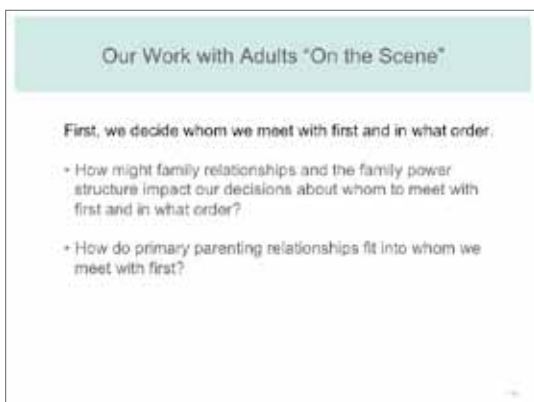 Our Work with Adults "On the Scene"
First, we decide whom we meet with first and in what order.
• How might family relationships and the family power
structure impact our decisions about whom to meet with
first and in what order?
• How do primary parenting relationships fit into whom we
meet with first?